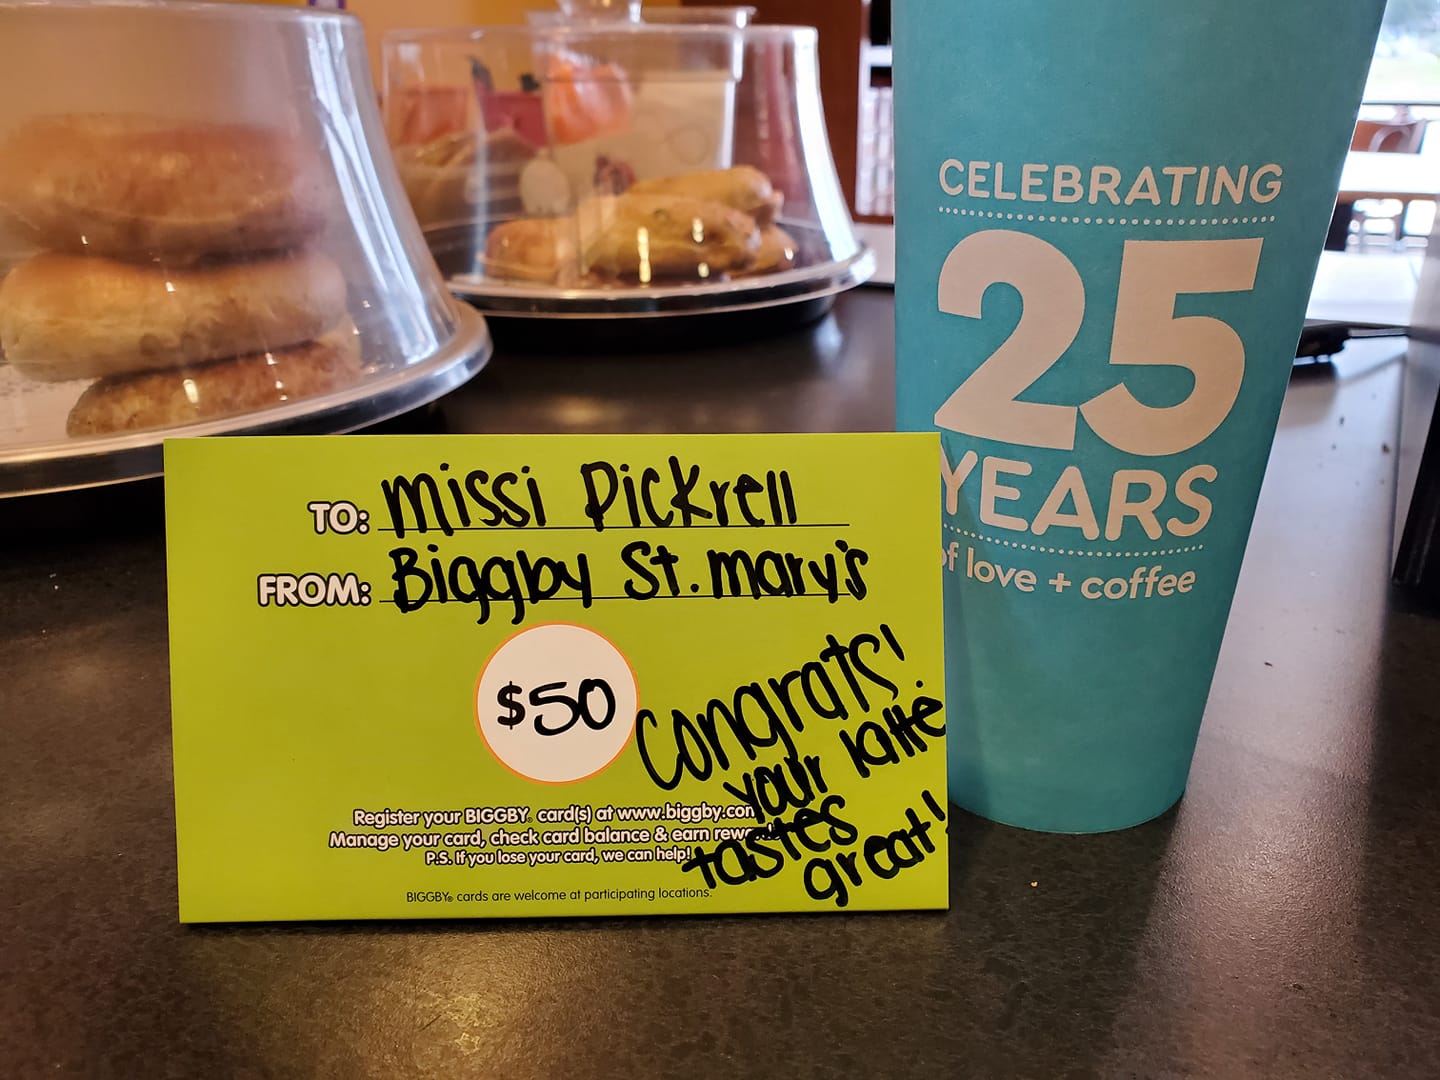 TO: Missi Pickrell
FROM: Biggby St. Mary's
$50
Congrats!
your latte
tastes
great!
Register your BIGGBY® card(s) at www.biggby.com
Manage your card, check card balance & earn
P.S. If you lose your card, we can help!
BIGGBY® cards are welcome at participating locations.
CELEBRATING
25
YEARS
of love + coffee